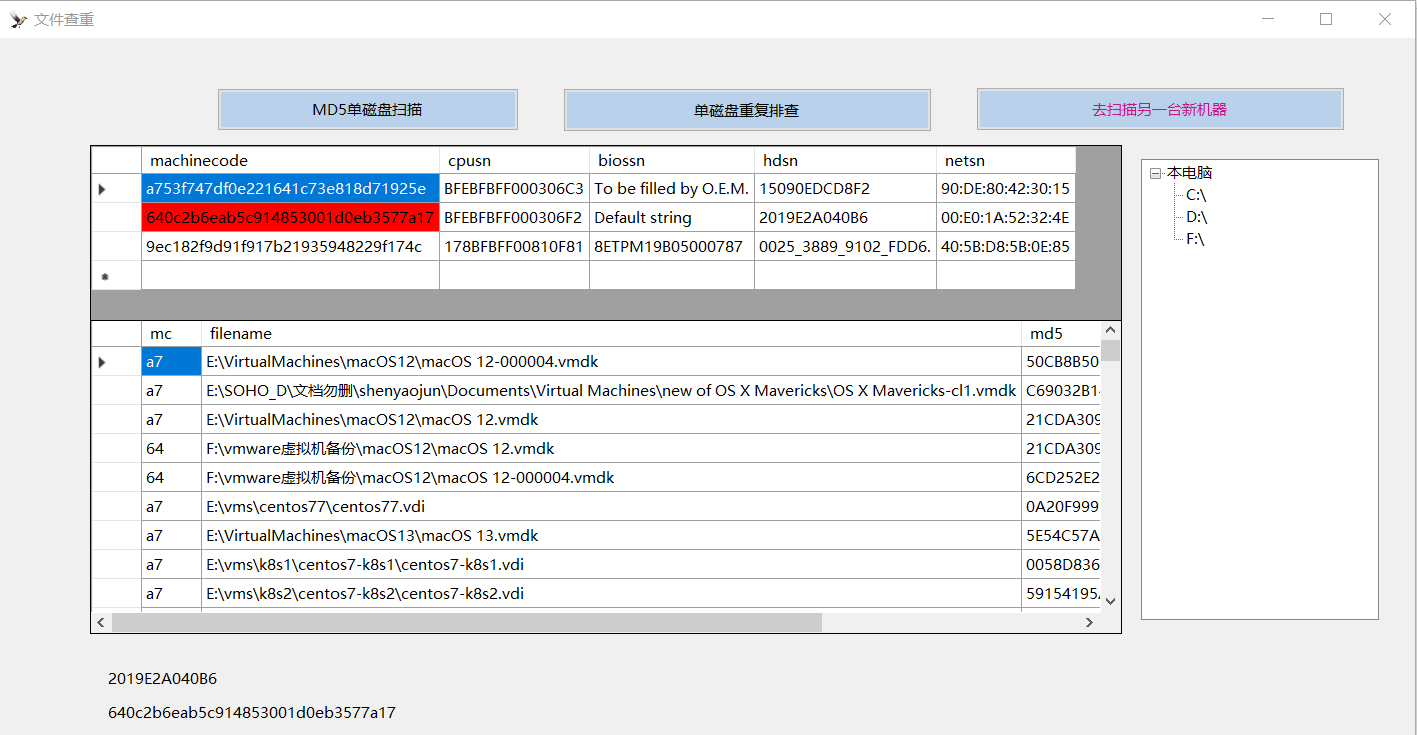 文件查重
MD5单磁盘扫描 单磁盘重复排查 去扫描另一台新机器
machinecode cpusn biossn hdsn netsn
a753f747df0e221641c73e818d71925e BFEBFBFF000306C3 To be filled by O.E.M. 15090EDCD8F2 90:DE:80:42:30:15
640c2b6eab5c914853001d0eb3577a17 BFEBFBFF000306F2 Default string 2019E2A040B6 00:E0:1A:52:32:4E
9ec182f9d91f917b21935948229f174c 178BFBFF00810F81 8ETPM19B05000787 0025_3889_9102_FDD6. 40:5B:D8:5B:0E:85
本电脑
C:\
D:\
F:\
mc filename md5
a7 E:\VirtualMachines\macOS12\macOS 12-000004.vmdk 50CB8B50
a7 E:\SOHO_D\文档勿删\shenyaojun\Documents\Virtual Machines\new of OS X Mavericks\OS X Mavericks-cl1.vmdk C69032B1
a7 E:\VirtualMachines\macOS12\macOS 12.vmdk 21CDA309
64 F:\vmware虚拟机备份\macOS12\macOS 12.vmdk 21CDA309
64 F:\vmware虚拟机备份\macOS12\macOS 12-000004.vmdk 6CD252E2
a7 E:\vms\centos77\centos77.vdi 0A20F999
a7 E:\VirtualMachines\macOS13\macOS 13.vmdk 5E54C57A
a7 E:\vms\k8s1\centos7-k8s1\centos7-k8s1.vdi 0058D836
a7 E:\vms\k8s2\centos7-k8s2\centos7-k8s2.vdi 59154195
2019E2A040B6
640c2b6eab5c914853001d0eb3577a17